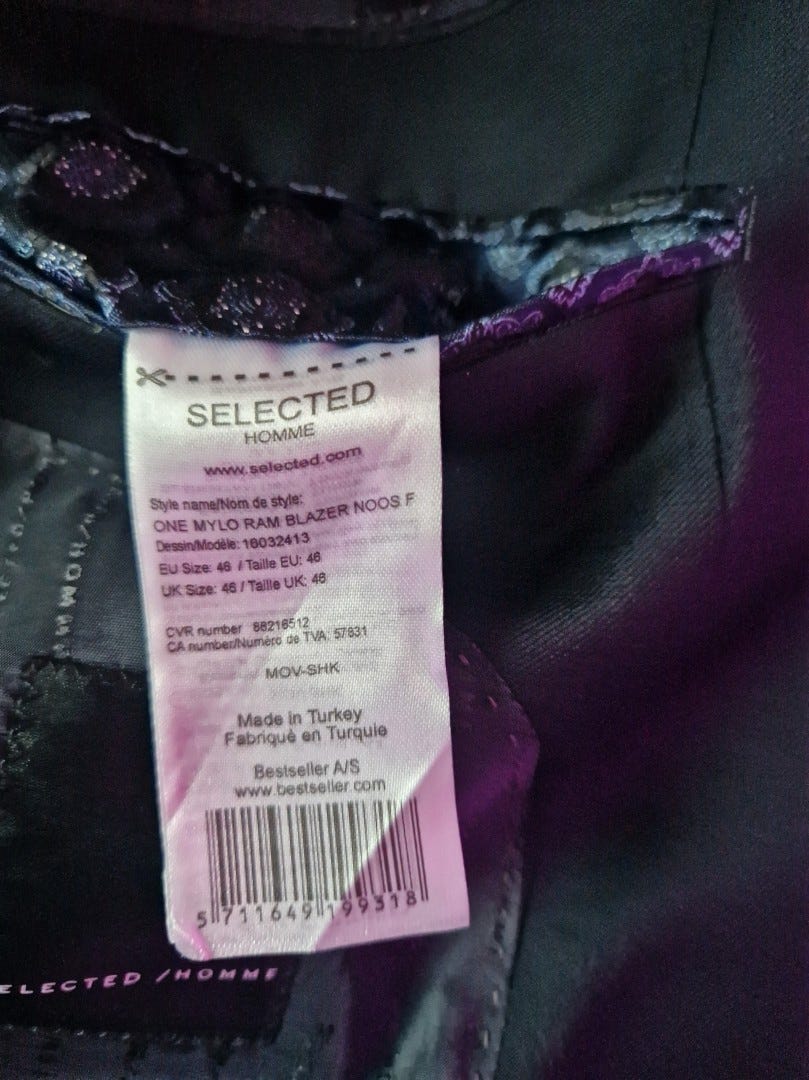 SELECTED
HOMME
www.selected.com
Style name/Nom de style:
ONE MYLO RAM BLAZER NOOS F
Dessin/Modèle: 16032413
EU Size: 46 / Taille EU: 46
UK Size: 46 / Taille UK: 46
CVR number 88216512
CA number/Numéro de TVA: 57831
MOV-SHK
Made in Turkey
Fabriqué en Turquie
Bestseller A/S
www.bestseller.com
5 711649 199318
ELECTED /HOMME